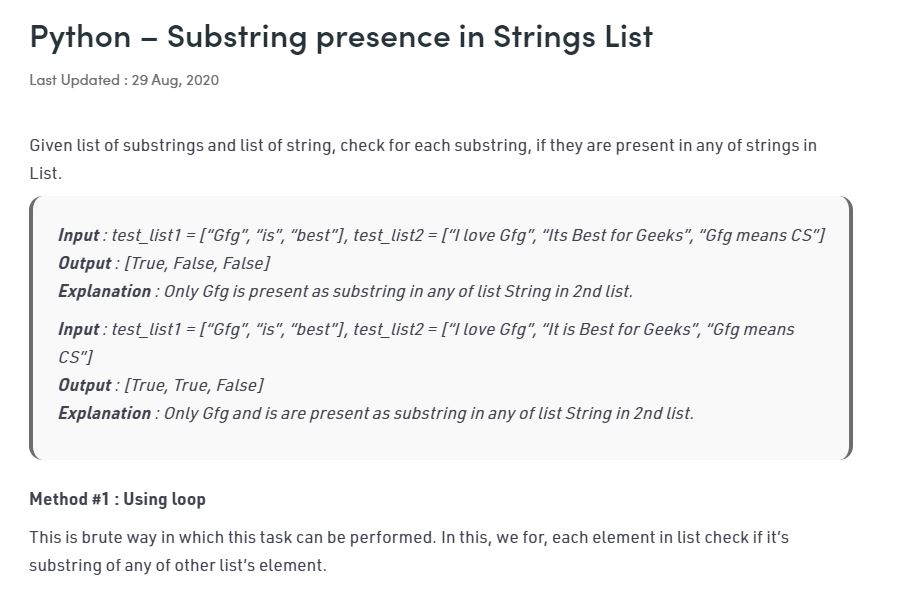 Python – Substring presence in Strings List
Last Updated : 29 Aug, 2020
Given list of substrings and list of string, check for each substring, if they are present in any of strings in
List.
Input : test_list1 = [“Gfg”, “is”, “best”], test_list2 = [“I love Gfg”, “Its Best for Geeks”, “Gfg means CS”]
Output : [True, False, False]
Explanation : Only Gfg is present as substring in any of list String in 2nd list.
Input : test_list1 = [“Gfg”, “is”, “best”], test_list2 = [“I love Gfg”, “It is Best for Geeks”, “Gfg means
CS”]
Output : [True, True, False]
Explanation : Only Gfg and is are present as substring in any of list String in 2nd list.
Method #1 : Using loop
This is brute way in which this task can be performed. In this, we for, each element in list check if it’s
substring of any of other list’s element.